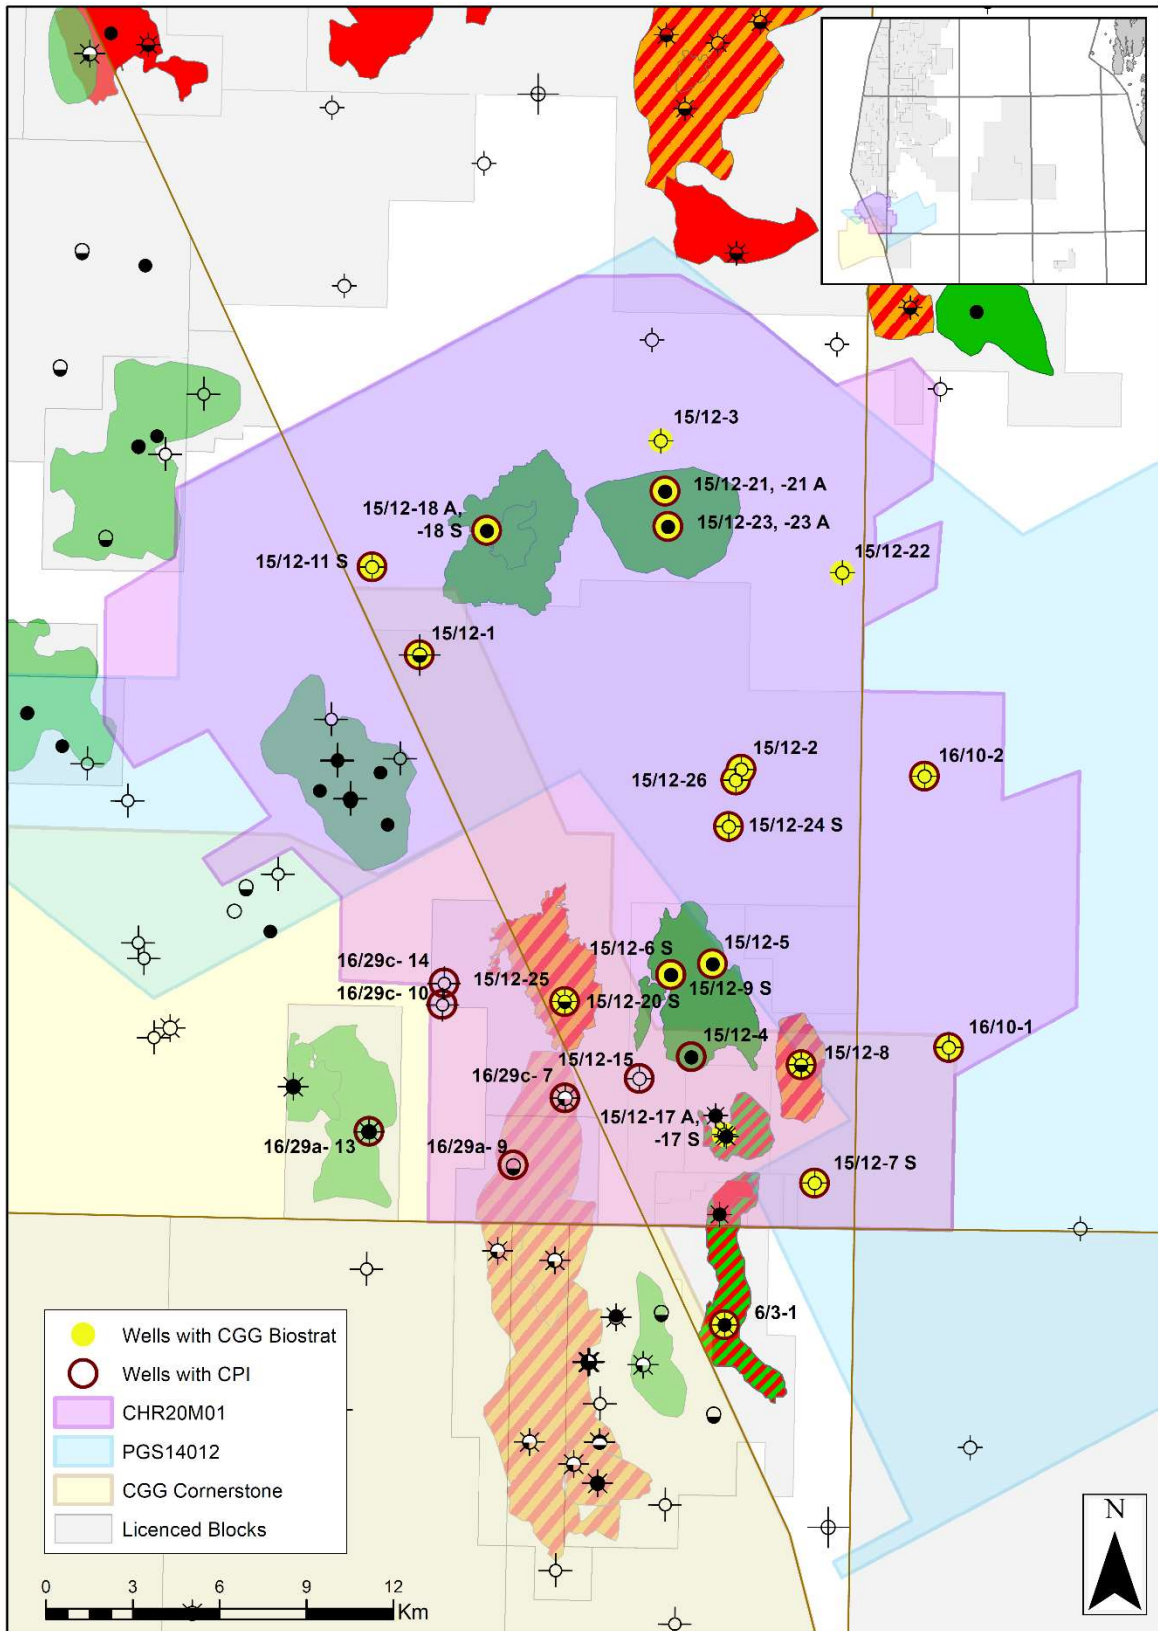 15/12-3
15/12-21, -21 A
15/12-18 A,
-18 S
15/12-23, -23 A
15/12-11 S
15/12-22
15/12-1
15/12-2
16/10-2
15/12-26
15/12-24 S
15/12-6 S
15/12-5
16/29c- 14
15/12-25
15/12-9 S
16/29c- 10
15/12-20 S
15/12-4
16/10-1
15/12-15
15/12-8
16/29c- 7
15/12-17 A,
-17 S
16/29a- 13
16/29a- 9
15/12-7 S
6/3-1
Wells with CGG Biostrat
Wells with CPI
CHR20M01
PGS14012
CGG Cornerstone
Licenced Blocks
N
0 3 6 9 12
Km